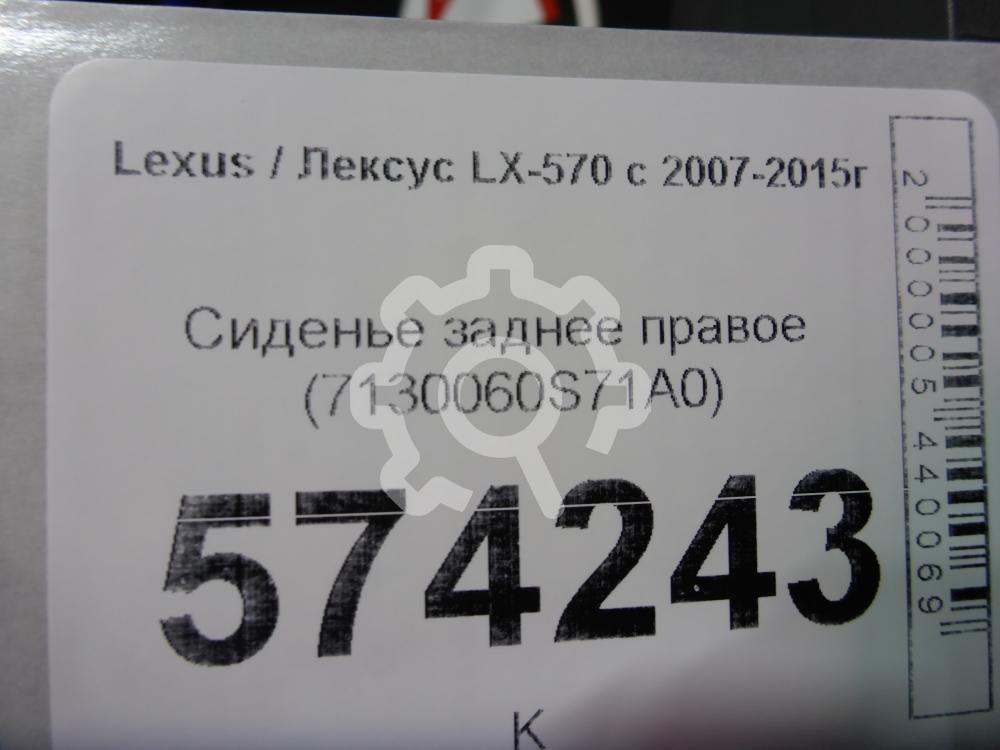 Lexus / Лексус LX-570 с 2007-2015г
Сиденье заднее правое
(7130060S71A0)
574243
К
2000005440069